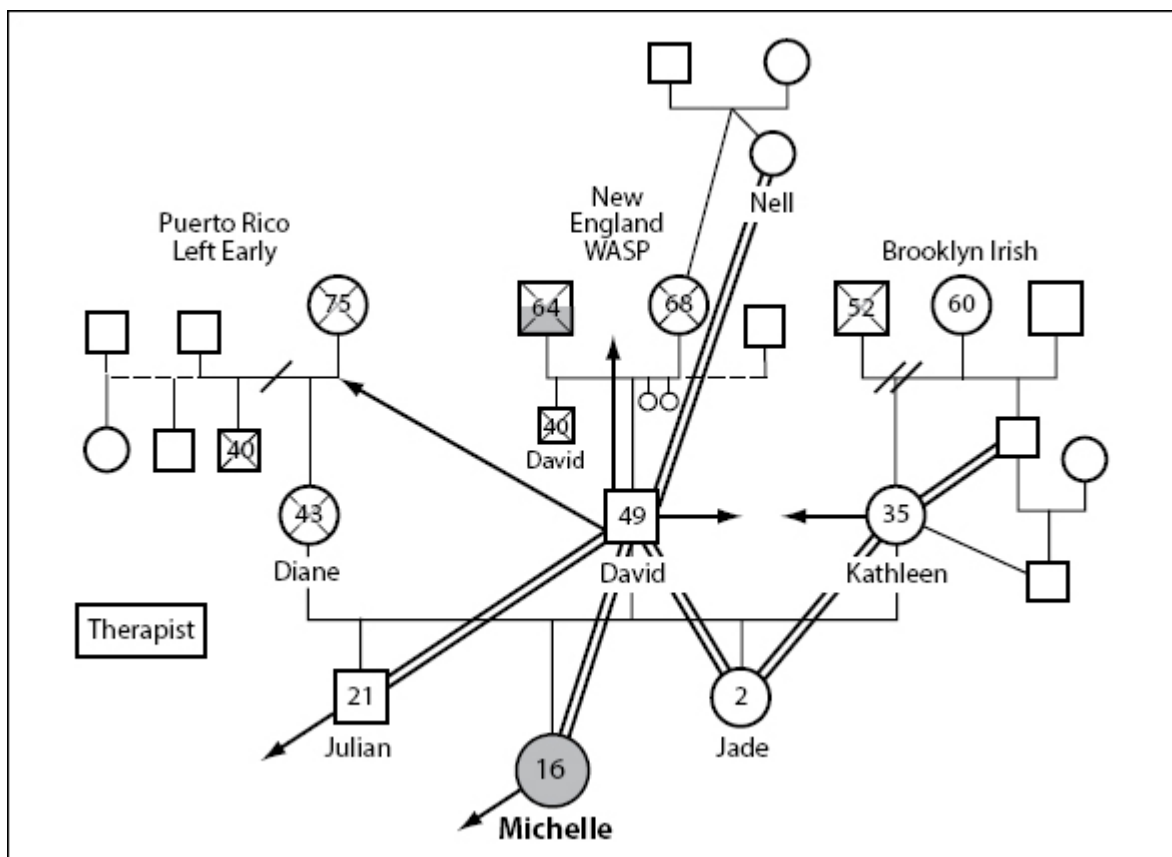 Nell
New
England
WASP
Puerto Rico
Left Early
Brooklyn Irish
75
64
68
52
60
40
40
David
43
49
35
Diane
David
Kathleen
Therapist
21
2
Julian
Jade
16
Michelle